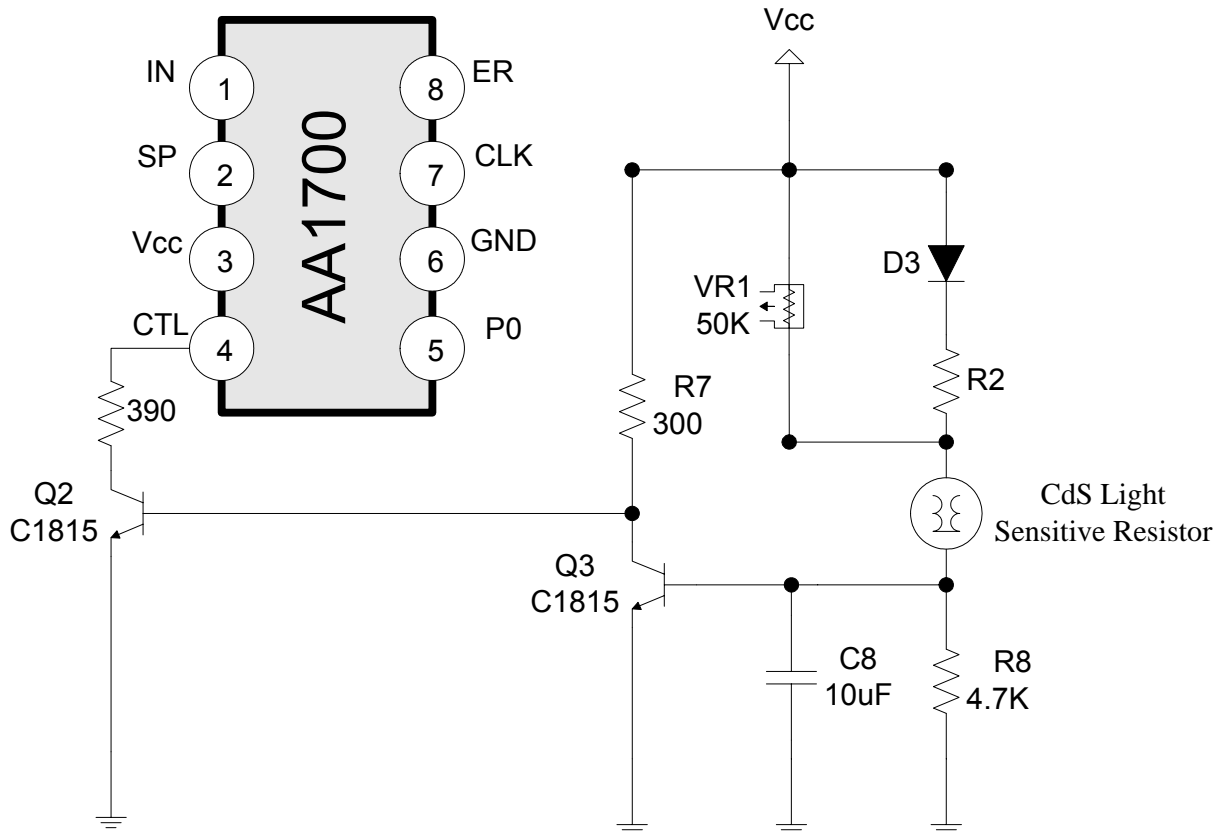 Vcc
IN
1
8
ER
SP
2
7
CLK
Vcc
3
6
GND
CTL
4
5
P0
AA1700
D3
VR1
50K
R2
R7
300
390
Q2
C1815
CdS Light
Sensitive Resistor
Q3
C1815
C8
10uF
R8
4.7K